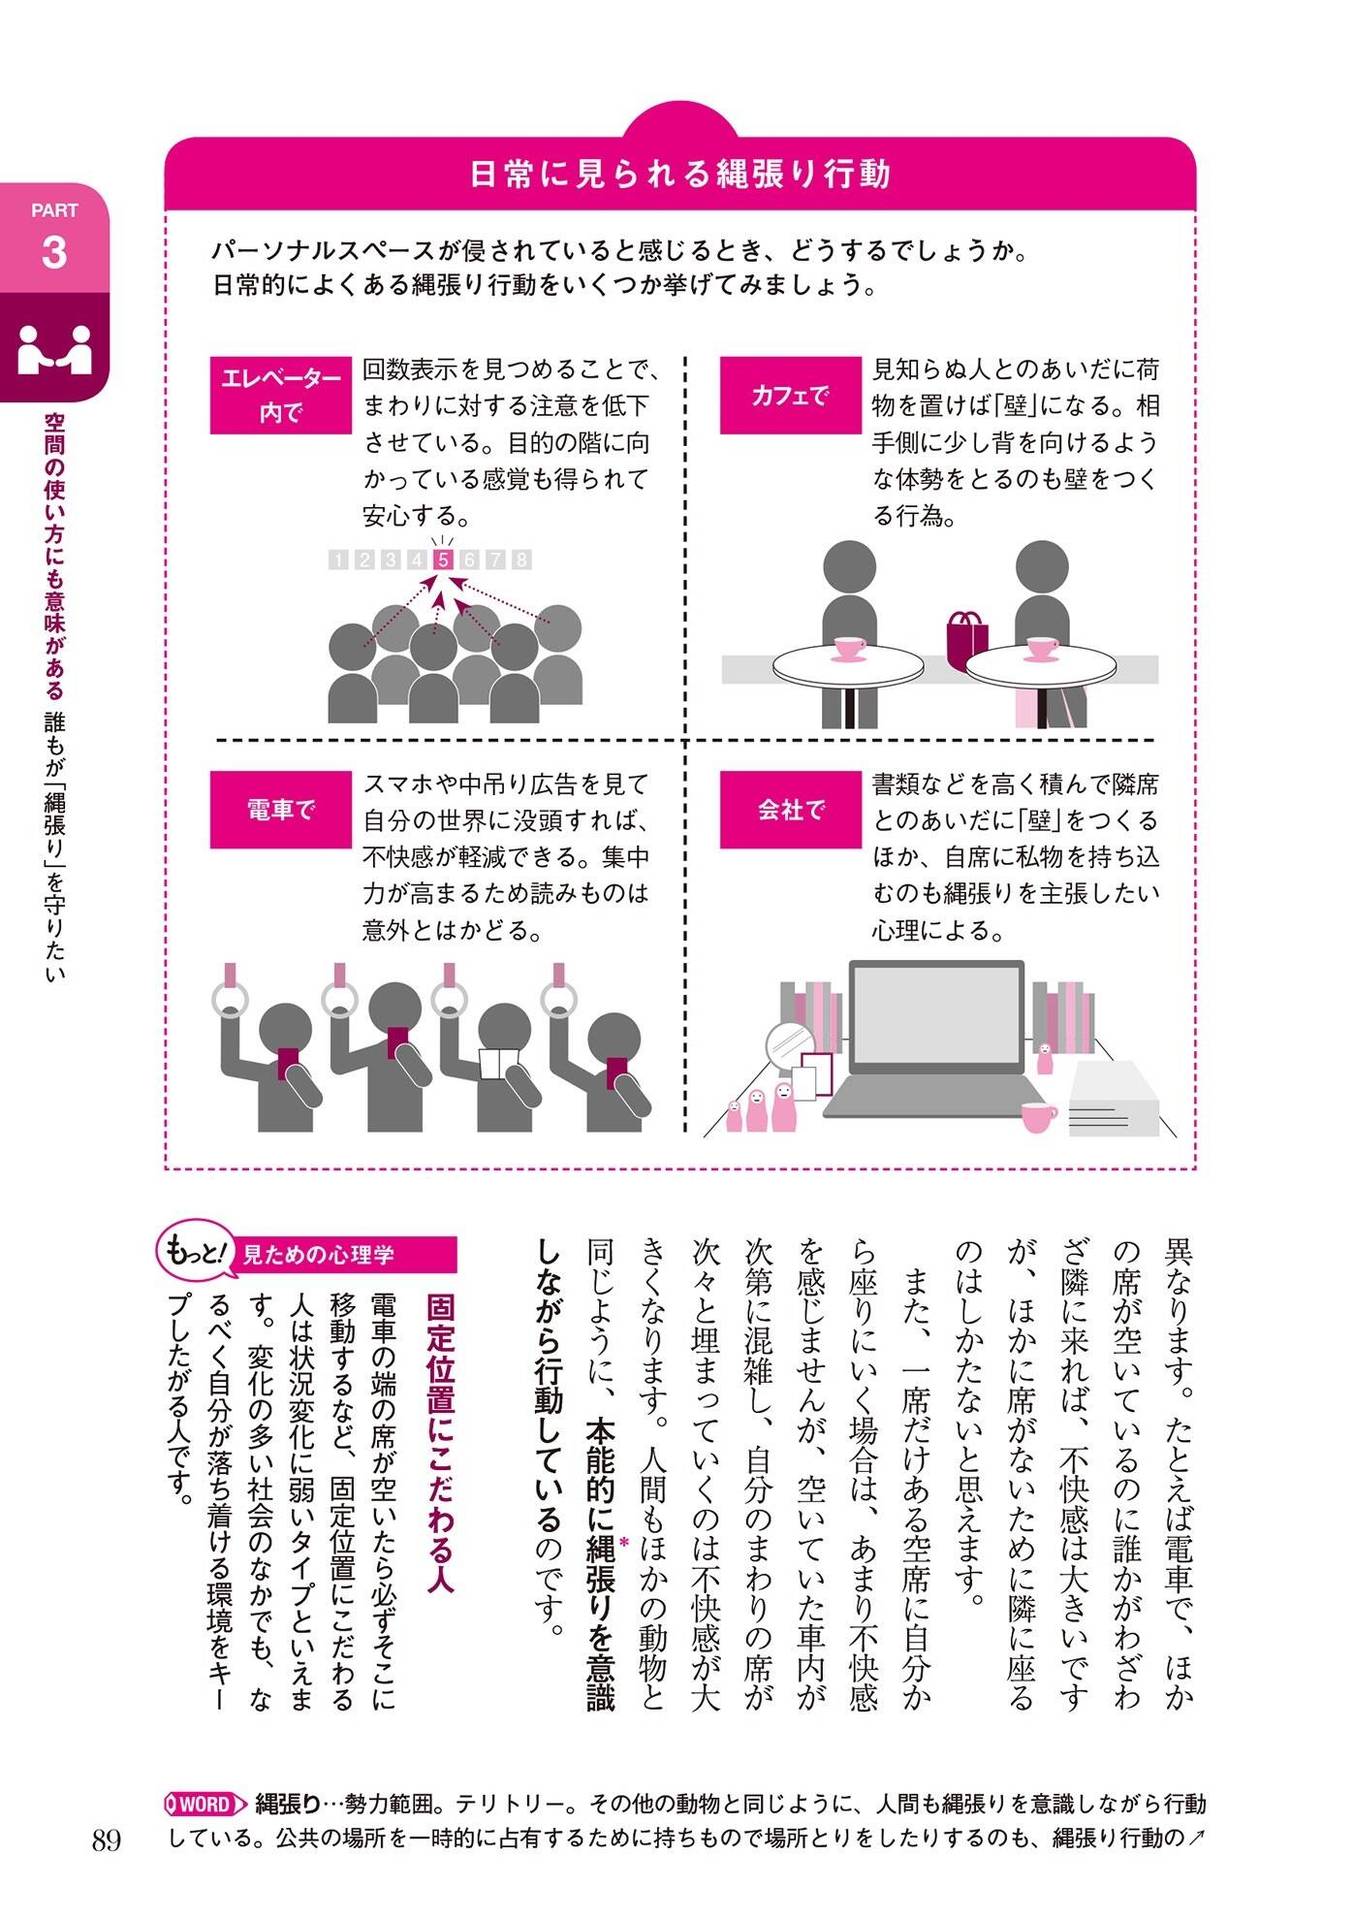 PART
3
空間の使い方にも意味がある 誰もが「縄張り」を守りたい
日常に見られる縄張り行動
パーソナルスペースが侵されていると感じるとき、どうするでしょうか。
日常的によくある縄張り行動をいくつか挙げてみましょう。
エレベーター
内で
回数表示を見つめることで、
まわりに対する注意を低下
させている。目的の階に向
かっている感覚も得られて
安心する。
1 2 3 4 5 6 7 8
カフェで
見知らぬ人とのあいだに荷
物を置けば「壁」になる。相
手側に少し背を向けるよう
な体勢をとるのも壁をつく
る行為。
電車で
スマホや中吊り広告を見て
自分の世界に没頭すれば、
不快感が軽減できる。集中
力が高まるため読みものは
意外とはかどる。
会社で
書類などを高く積んで隣席
とのあいだに「壁」をつくる
ほか、自席に私物を持ち込
むのも縄張りを主張したい
心理による。
異なります。たとえば電車で、ほか
の席が空いているのに誰かがわざわ
ざ隣に来れば、不快感は大きいです
が、ほかに席がないために隣に座る
のはしかたないと思えます。
また、一席だけある空席に自分か
ら座りにいく場合は、あまり不快感
を感じませんが、空いていた車内が
次第に混雑し、自分のまわりの席が
次々と埋まっていくのは不快感が大
きくなります。人間もほかの動物と
同じように、本能的に縄張りを意識
*
しながら行動しているのです。
もっと!
見ための心理学
固定位置にこだわる人
電車の端の席が空いたら必ずそこに
移動するなど、固定位置にこだわる
人は状況変化に弱いタイプといえま
す。変化の多い社会のなかでも、な
るべく自分が落ち着ける環境をキー
プしたがる人です。
WORD 縄張り…勢力範囲。テリトリー。その他の動物と同じように、人間も縄張りを意識しながら行動
している。公共の場所を一時的に占有するために持ちもので場所とりをしたりするのも、縄張り行動の↗
89